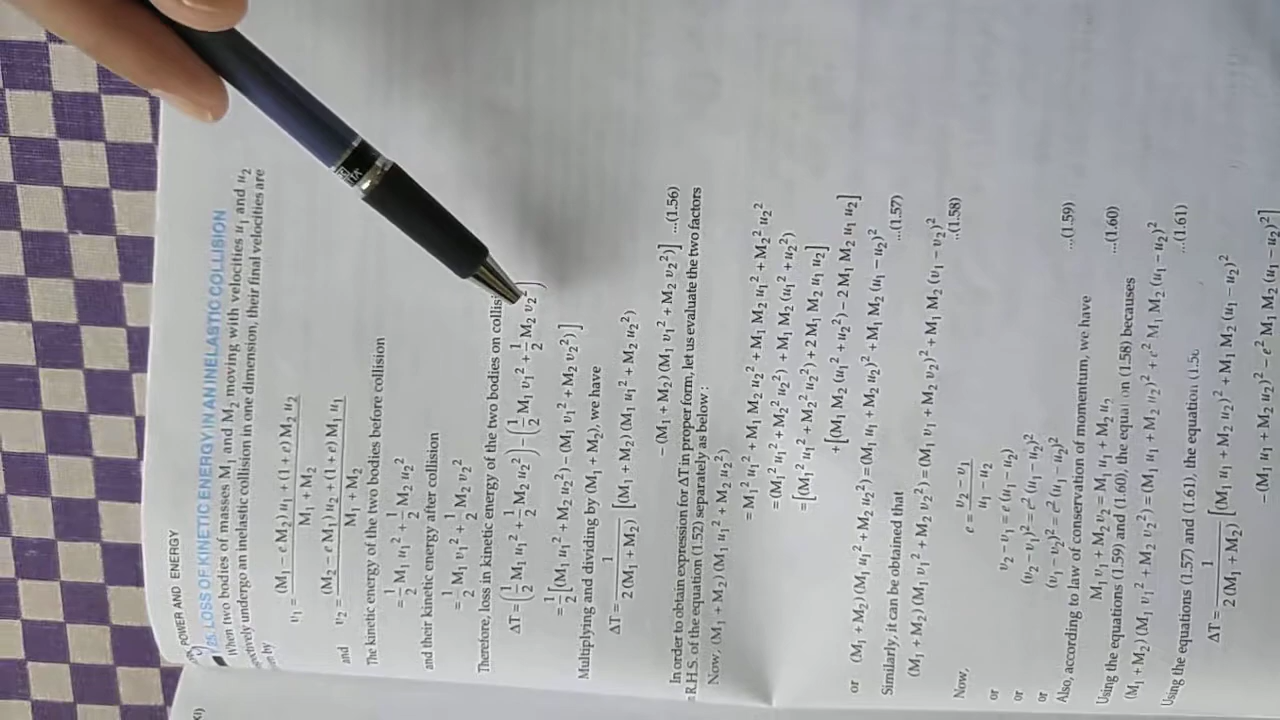 POWER AND ENERGY
LOSS OF KINETIC ENERGY IN AN INELASTIC COLLISION
When two bodies of masses M₁ and M₂ moving with velocities u₁ and u₂
undergo an inelastic collision in one dimension, their final velocities are
by
v₁ = (M₁ − e M₂) u₁ + (1 + e) M₂ u₂ / M₁ + M₂
and v₂ = (M₂ − e M₁) u₂ + (1 + e) M₁ u₁ / M₁ + M₂
The kinetic energy of the two bodies before collision
= 1/2 M₁ u₁² + 1/2 M₂ u₂²
and their kinetic energy after collision
= 1/2 M₁ v₁² + 1/2 M₂ v₂²
Therefore, loss in kinetic energy of the two bodies on
ΔT = (1/2 M₁ u₁² + 1/2 M₂ u₂²) − (1/2 M₁ v₁² + 1/2 M₂ v₂²)
= 1/2 [(M₁ u₁² + M₂ u₂²) − (M₁ v₁² + M₂ v₂²)]
Multiplying and dividing by (M₁ + M₂), we have
ΔT = 1 / 2 (M₁ + M₂) [(M₁ + M₂) (M₁ u₁² + M₂ u₂²)
− (M₁ + M₂) (M₁ v₁² + M₂ v₂²)] ...(1.56)
In order to obtain expression for ΔT in proper form, let us evaluate the two factors
R.H.S. of the equation (1.52) separately as below :
Now, (M₁ + M₂) (M₁ u₁² + M₂ u₂²)
= M₁² u₁² + M₁ M₂ u₂² + M₁ M₂ u₁² + M₂² u₂²
= (M₁² u₁² + M₂² u₂²) + M₁ M₂ (u₁² + u₂²)
= [(M₁² u₁² + M₂² u₂²) + 2 M₁ M₂ u₁ u₂]
+ [(M₁ M₂ (u₁² + u₂²) − 2 M₁ M₂ u₁ u₂]
or (M₁ + M₂) (M₁ u₁² + M₂ u₂²) = (M₁ u₁ + M₂ u₂)² + M₁ M₂ (u₁ − u₂)²
...(1.57)
Similarly, it can be obtained that
(M₁ + M₂) (M₁ v₁² + M₂ v₂²) = (M₁ v₁ + M₂ v₂)² + M₁ M₂ (v₁ − v₂)²
..(1.58)
Now, e = v₂ − v₁ / u₁ − u₂
or v₂ − v₁ = e (u₁ − u₂)
or (v₂ − v₁)² = e² (u₁ − u₂)²
or (v₁ − v₂)² = e² (u₁ − u₂)² ...(1.59)
Also, according to law of conservation of momentum, we have
M₁ v₁ + M₂ v₂ = M₁ u₁ + M₂ u₂ ...(1.60)
Using the equations (1.59) and (1.60), the equation (1.58) becauses
(M₁ + M₂) (M₁ v₁² + M₂ v₂²) = (M₁ u₁ + M₂ u₂)² + e² M₁ M₂ (u₁ − u₂)²
...(1.61)
Using the equations (1.57) and (1.61), the equation
ΔT = 1 / 2 (M₁ + M₂) [(M₁ u₁ + M₂ u₂)² + M₁ M₂ (u₁ − u₂)²
− (M₁ u₁ + M₂ u₂)² − e² M₁ M₂ (u₁ − u₂)²]